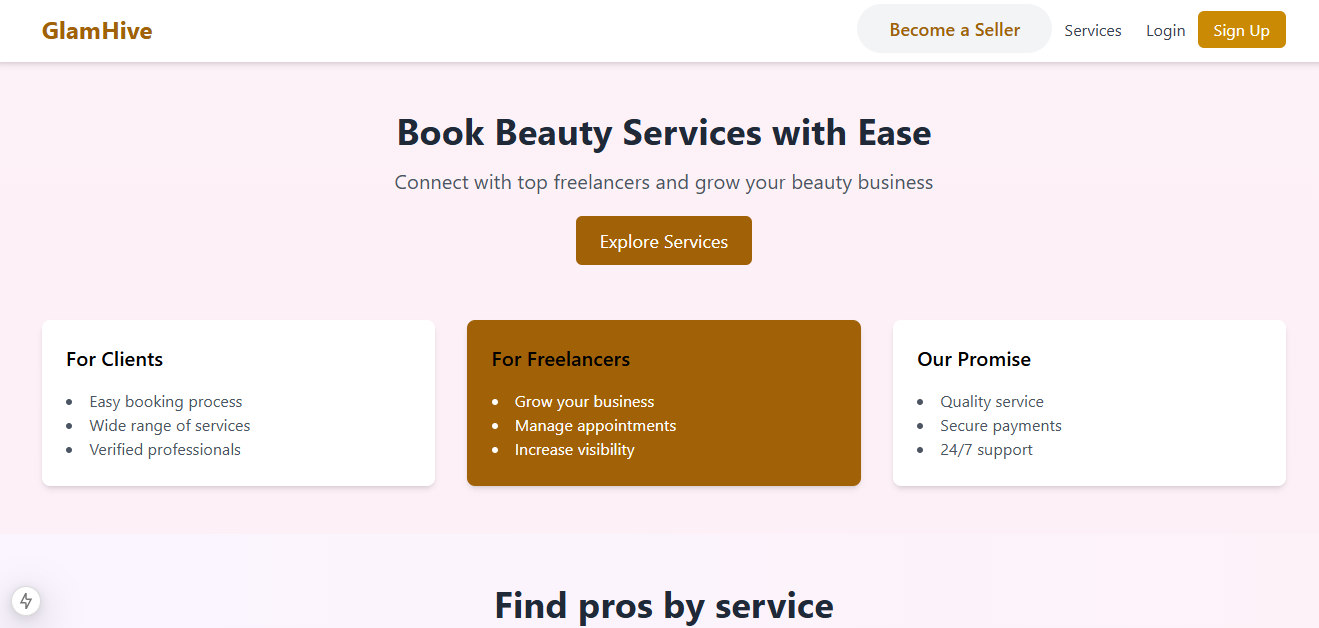 GlamHive
Become a Seller
Services
Login
Sign Up
Book Beauty Services with Ease
Connect with top freelancers and grow your beauty business
Explore Services
For Clients
Easy booking process
Wide range of services
Verified professionals
For Freelancers
Grow your business
Manage appointments
Increase visibility
Our Promise
Quality service
Secure payments
24/7 support
Find pros by service